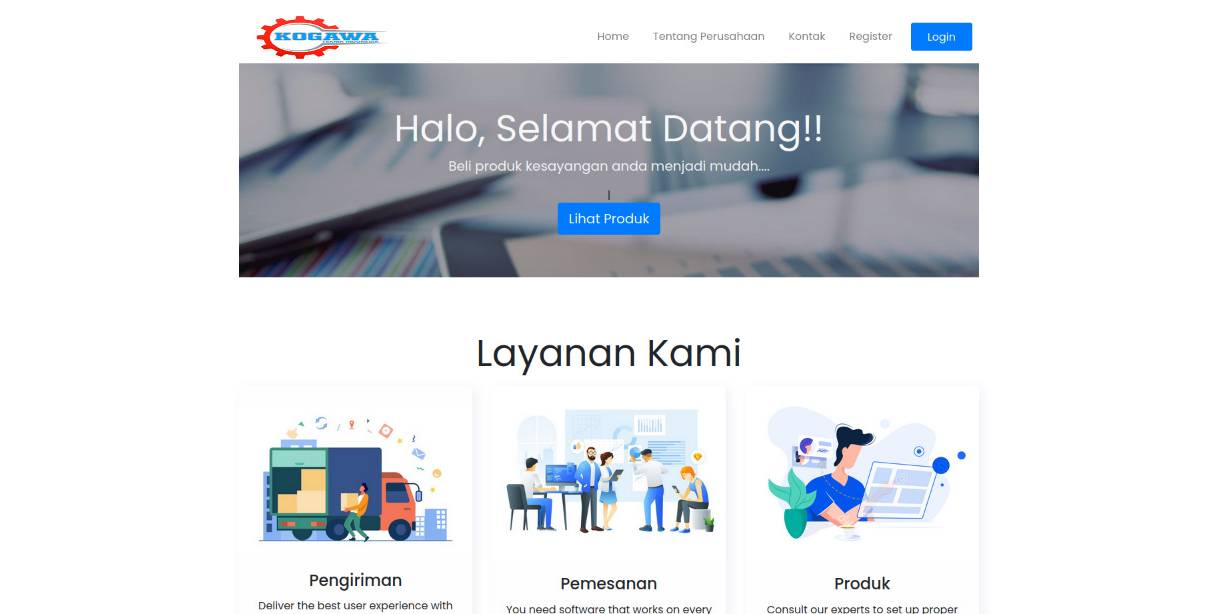 KOGAWA
Home
Tentang Perusahaan
Kontak
Register
Login
Halo, Selamat Datang!!
Beli produk kesayangan anda menjadi mudah....
|
Lihat Produk
Layanan Kami
Pengiriman
Pemesanan
Produk
Deliver the best user experience with
You need software that works on every
Consult our experts to set up proper